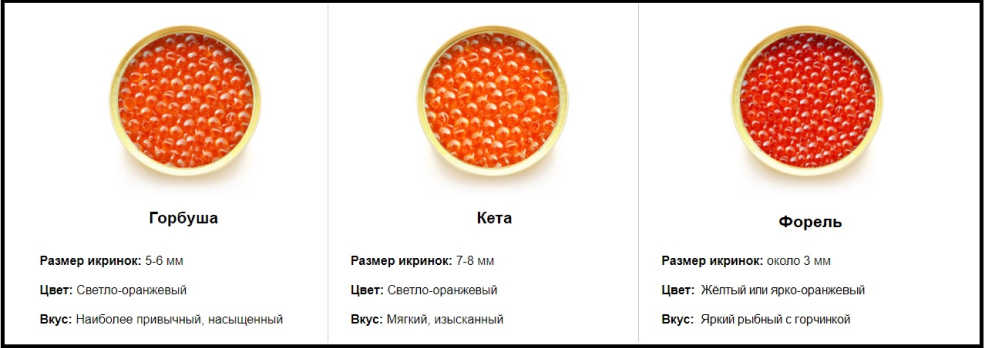 Горбуша
Размер икринок: 5-6 мм
Цвет: Светло-оранжевый
Вкус: Наиболее привычный, насыщенный
Кета
Размер икринок: 7-8 мм
Цвет: Светло-оранжевый
Вкус: Мягкий, изысканный
Форель
Размер икринок: около 3 мм
Цвет: Жёлтый или ярко-оранжевый
Вкус: Яркий рыбный с горчинкой